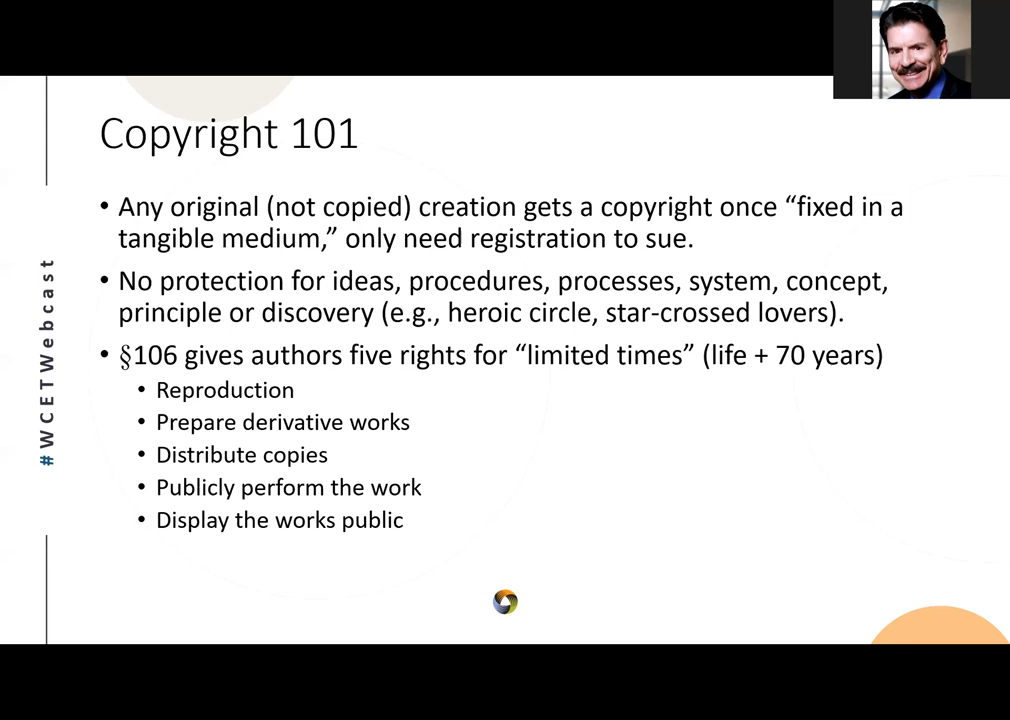 Copyright 101
• Any original (not copied) creation gets a copyright once “fixed in a
tangible medium,” only need registration to sue.
• No protection for ideas, procedures, processes, system, concept,
principle or discovery (e.g., heroic circle, star-crossed lovers).
• §106 gives authors five rights for “limited times” (life + 70 years)
• Reproduction
• Prepare derivative works
• Distribute copies
• Publicly perform the work
• Display the works public
#WCETWebcast